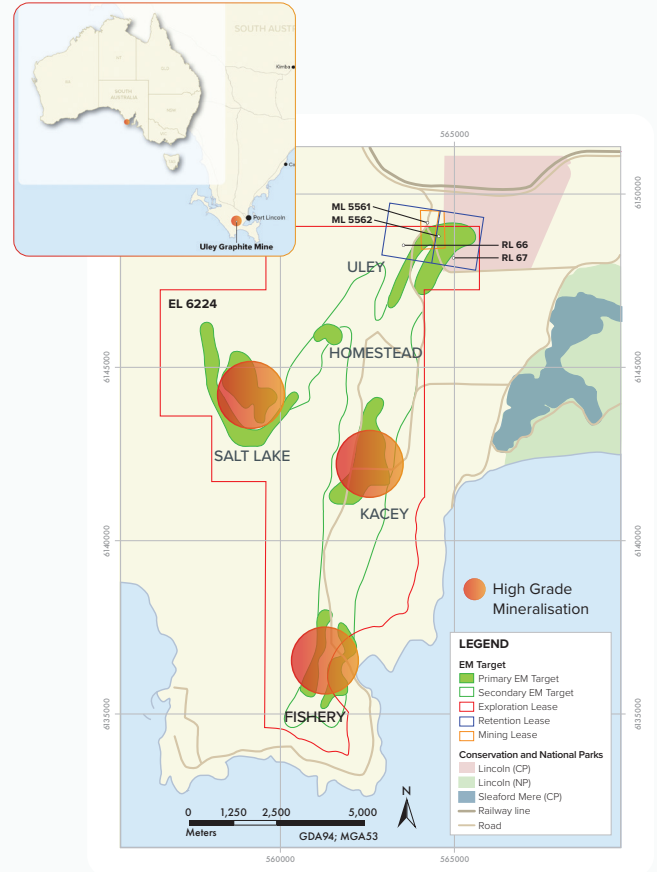 SOUTH AUSTR
Kimba
SOUTH
AUSTRALIA
Port Lincoln
Uley Graphite Mine
565000
6150000
ML 5561
ML 5562
RL 66
RL 67
ULEY
EL 6224
HOMESTEAD
6145000
6145000
SALT LAKE
KACEY
6140000
6140000
High Grade
Mineralisation
LEGEND
EM Target
Primary EM Target
Secondary EM Target
Exploration Lease
Retention Lease
Mining Lease
Conservation and National Parks
Lincoln (CP)
Lincoln (NP)
Sleaford Mere (CP)
Railway line
Road
6135000
6135000
FISHERY
N
0 1,250 2,500 5,000
Meters
GDA94; MGA53
560000
565000